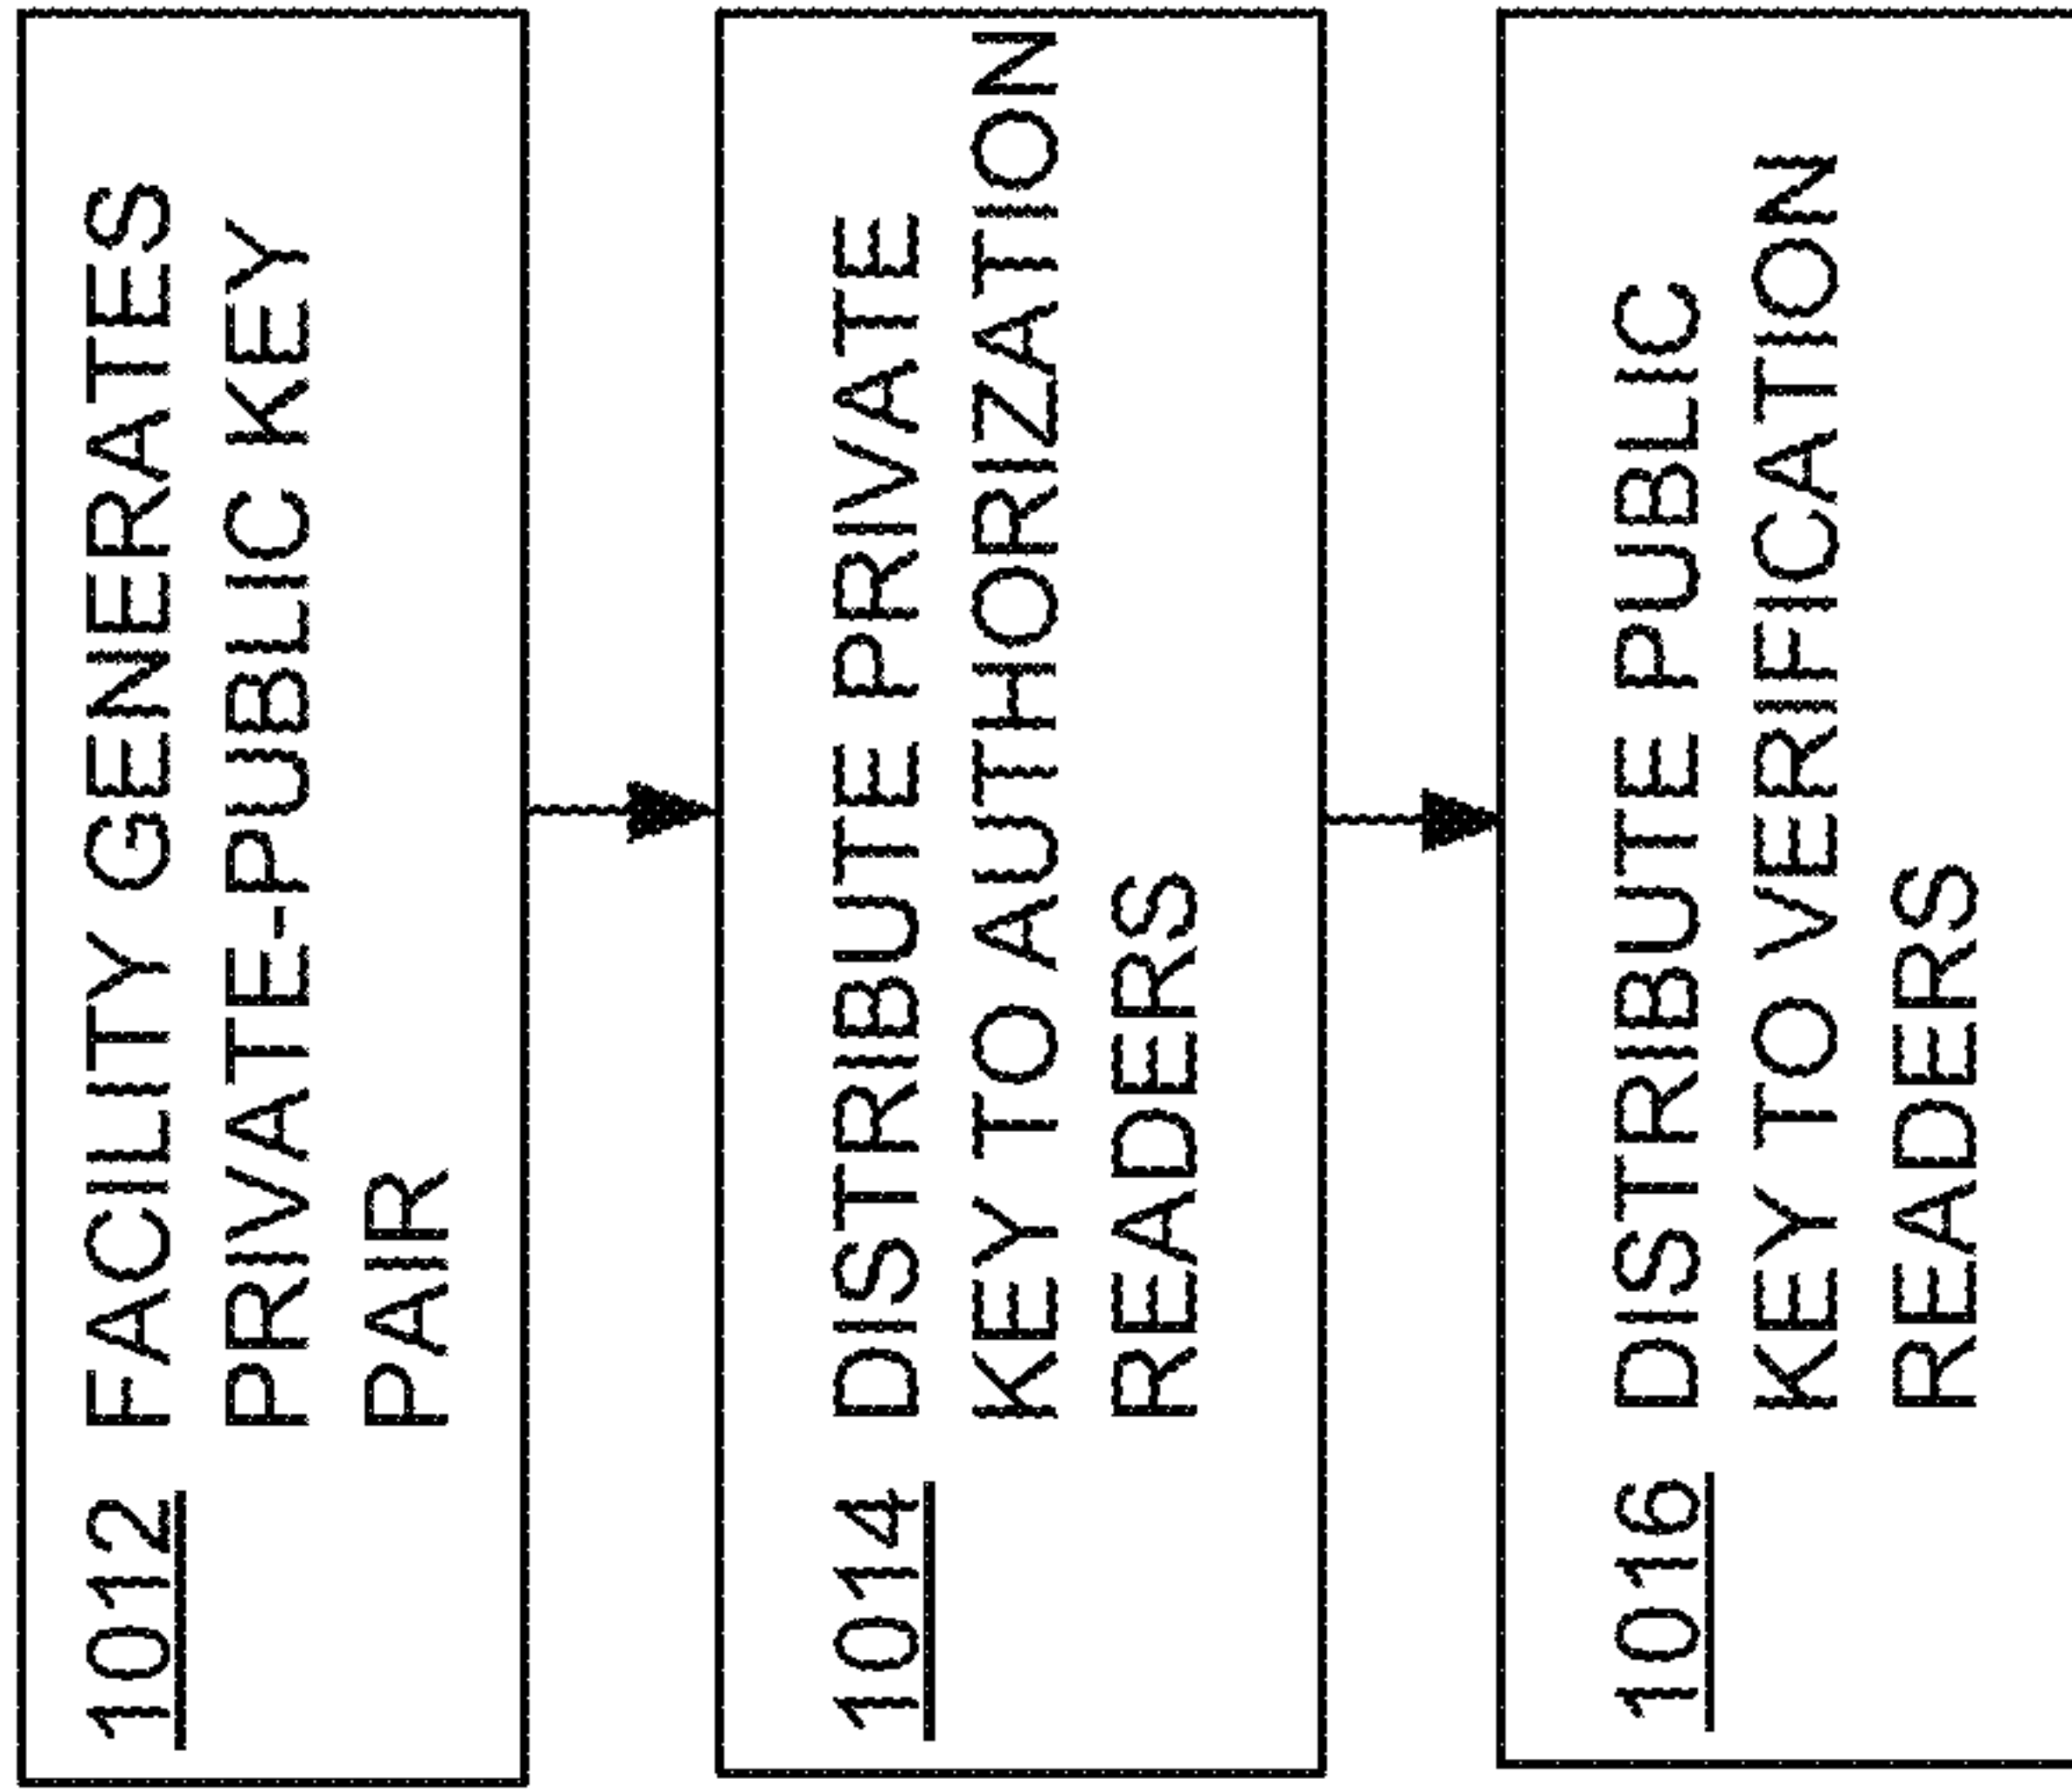 1012 FACILITY GENERATES
PRIVATE-PUBLIC KEY
PAIR
1014 DISTRIBUTE PRIVATE
KEY TO AUTHORIZATION
READERS
1016 DISTRIBUTE PUBLIC
KEY TO VERIFICATION
READERS